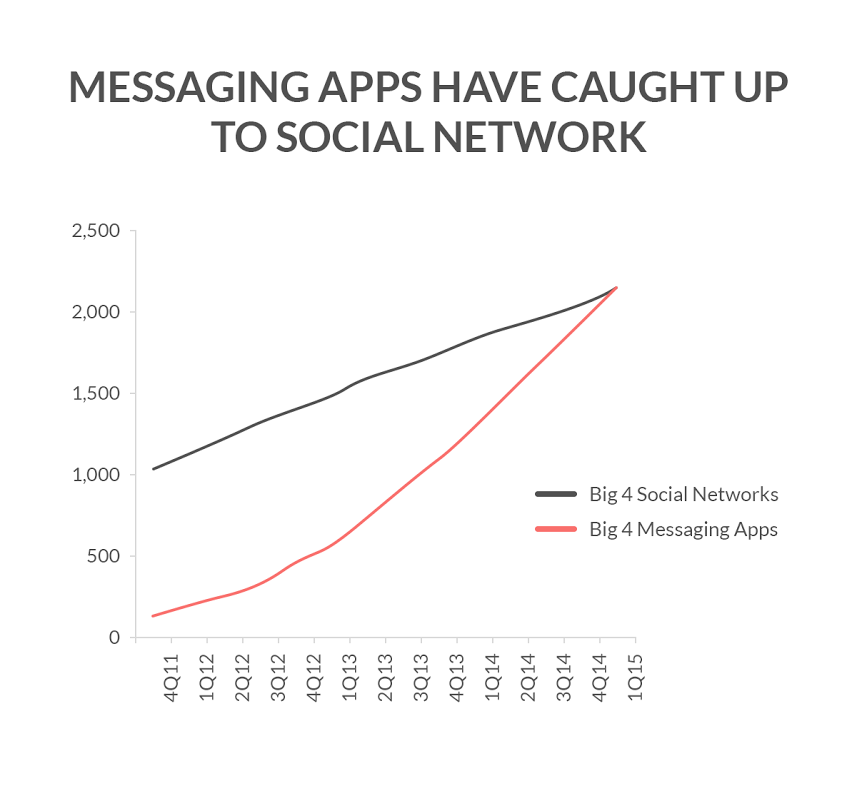 MESSAGING APPS HAVE CAUGHT UP
TO SOCIAL NETWORK
2,500
2,000
1,500
1,000
500
0
Big 4 Social Networks
Big 4 Messaging Apps
4Q11
1Q12
2Q12
3Q12
4Q12
1Q13
2Q13
3Q13
4Q13
1Q14
2Q14
3Q14
4Q14
1Q15